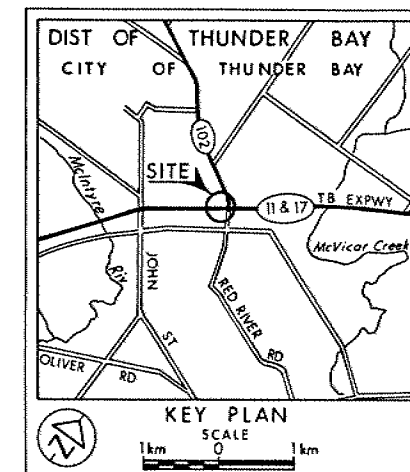 DIST OF THUNDER BAY
CITY OF THUNDER BAY
102
SITE
11 & 17
TB EXPWY
McIntyre
Riv
McVicar Creek
JOHN
ST
RED RIVER
RD
OLIVER RD
KEY PLAN
SCALE
1km 0 1km
N